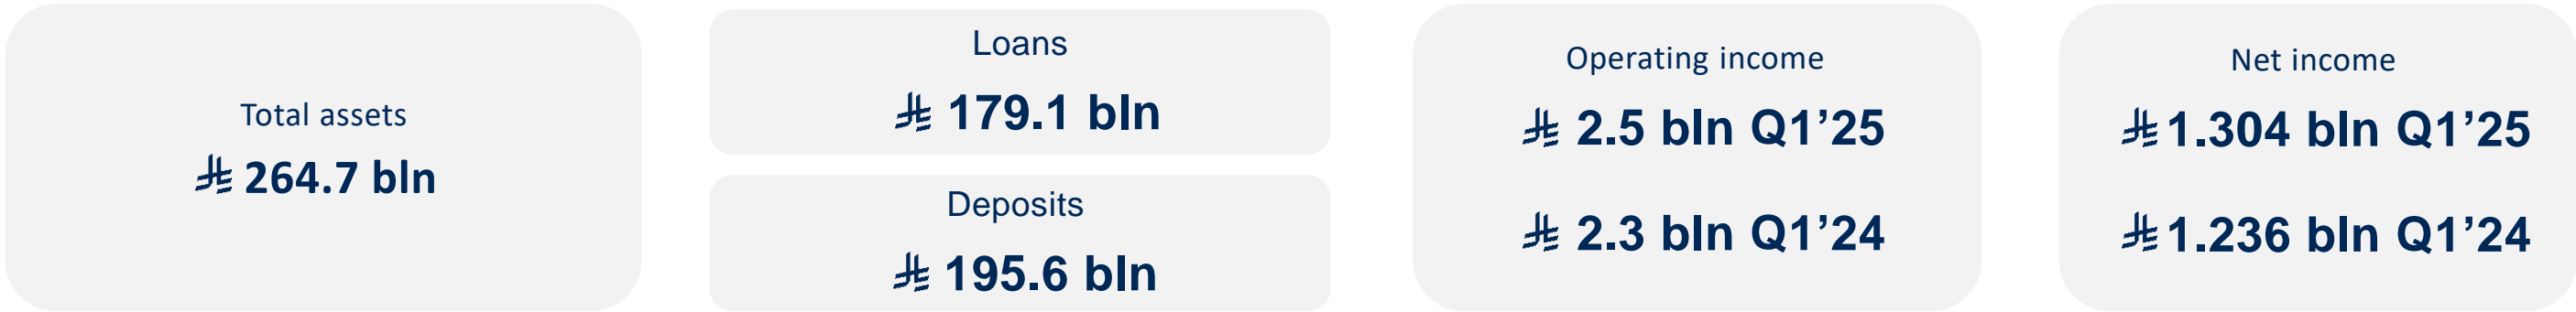 Total assets
⃁ 264.7 bln
Loans
⃁ 179.1 bln
Deposits
⃁ 195.6 bln
Operating income
⃁ 2.5 bln Q1’25
⃁ 2.3 bln Q1’24
Net income
⃁ 1.304 bln Q1’25
⃁ 1.236 bln Q1’24